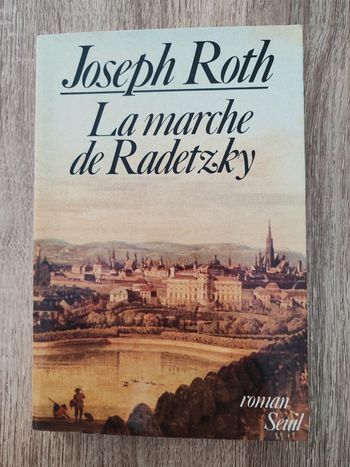 Joseph Roth
La marche
de Radetzky
roman
Seuil